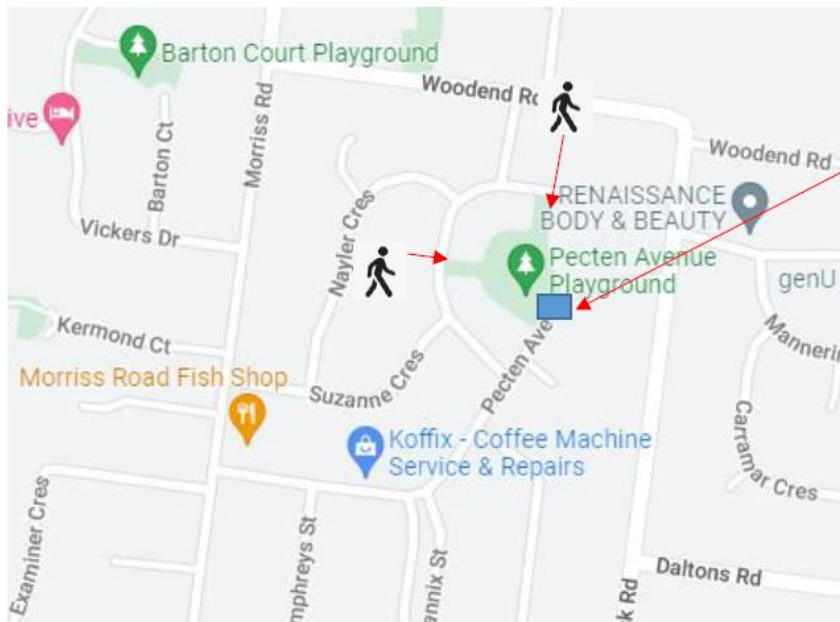 Barton Court Playground
Woodend Rd
Woodend Rd
ive
Barton Ct
Morriss Rd
Vickers Dr
Nayler Cres
RENAISSANCE
BODY & BEAUTY
Pecten Avenue
Playground
genU
Kermond Ct
Mannerin
Morriss Road Fish Shop
Suzanne Cres
Pecten Ave
Koffix - Coffee Machine
Service & Repairs
Carramar Cres
Examiner Cres
mphreys St
annix St
Daltons Rd
k Rd